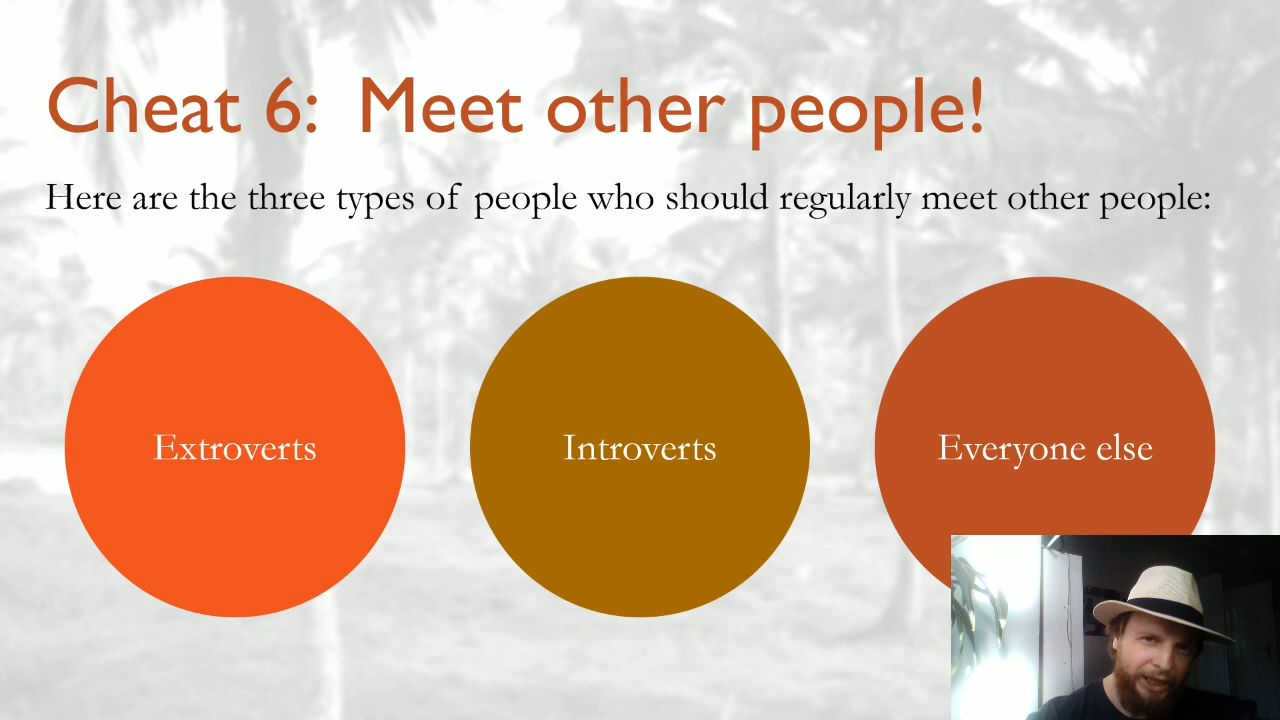 Cheat 6: Meet other people!
Here are the three types of people who should regularly meet other people:
Extroverts
Introverts
Everyone else